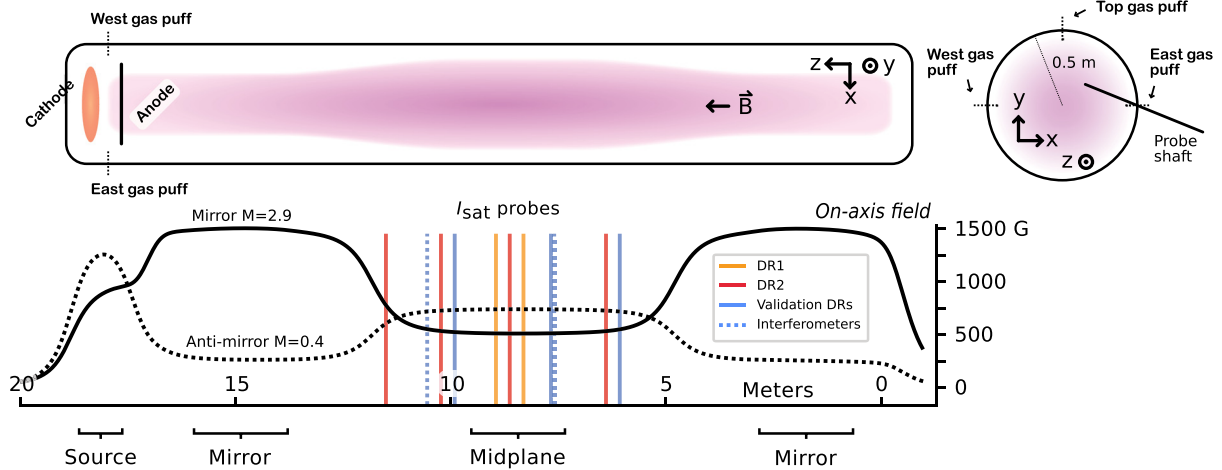 West gas puff
Cathode
Anode
East gas puff
z
y
x
B
Top gas puff
West gas
puff
East gas
puff
0.5 m
y
x
z
Probe
shaft
Mirror M=2.9
Isat probes
On-axis field
Anti-mirror M=0.4
DR1
DR2
Validation DRs
Interferometers
1500 G
1000
500
0
20
15
10
5
Meters
0
Source
Mirror
Midplane
Mirror